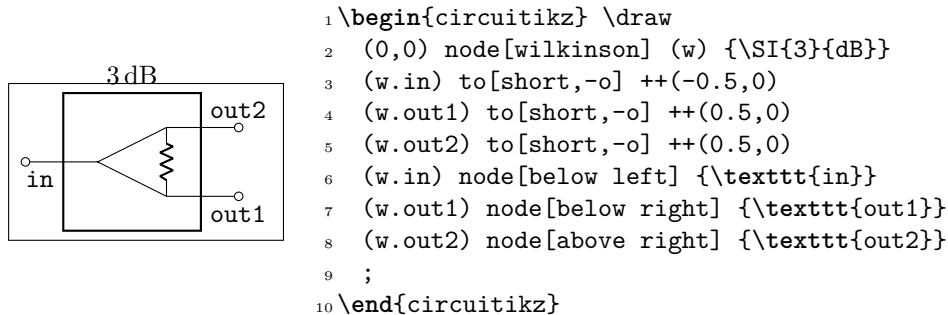 3 dB
out2
in
out1
1 \begin{circuitikz} \draw
2   (0,0) node[wilkinson] (w) {\SI{3}{dB}}
3   (w.in) to[short,-o] ++(-0.5,0)
4   (w.out1) to[short,-o] ++(0.5,0)
5   (w.out2) to[short,-o] ++(0.5,0)
6   (w.in) node[below left] {\texttt{in}}
7   (w.out1) node[below right] {\texttt{out1}}
8   (w.out2) node[above right] {\texttt{out2}}
9   ;
10 \end{circuitikz}